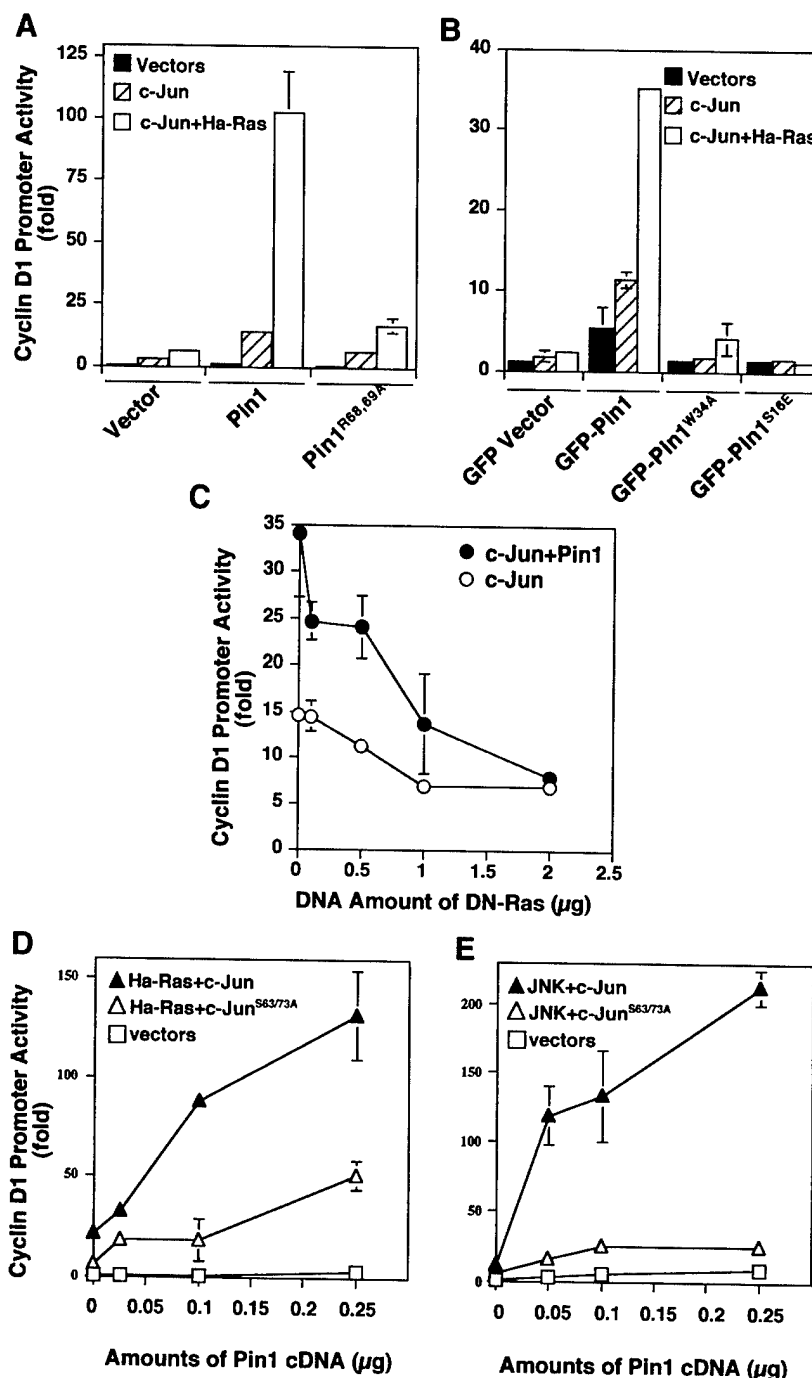 A
Cyclin D1 Promoter Activity
(fold)
125
100
75
50
25
0
Vectors
c-Jun
c-Jun+Ha-Ras
Vector
Pin1
Pin1R68,69A
B
40
30
20
10
0
Vectors
c-Jun
c-Jun+Ha-Ras
GFP Vector
GFP-Pin1
GFP-Pin1W34A
GFP-Pin1S16E
C
Cyclin D1 Promoter Activity
(fold)
35
30
25
20
15
10
5
0
c-Jun+Pin1
c-Jun
0 0.5 1 1.5 2 2.5
DNA Amount of DN-Ras (µg)
D
Cyclin D1 Promoter Activity
(fold)
150
100
50
0
Ha-Ras+c-Jun
Ha-Ras+c-JunS63/73A
vectors
0 0.05 0.1 0.15 0.2 0.25
Amounts of Pin1 cDNA (µg)
E
200
150
100
50
0
JNK+c-Jun
JNK+c-JunS63/73A
vectors
0 0.05 0.1 0.15 0.2 0.25
Amounts of Pin1 cDNA (µg)